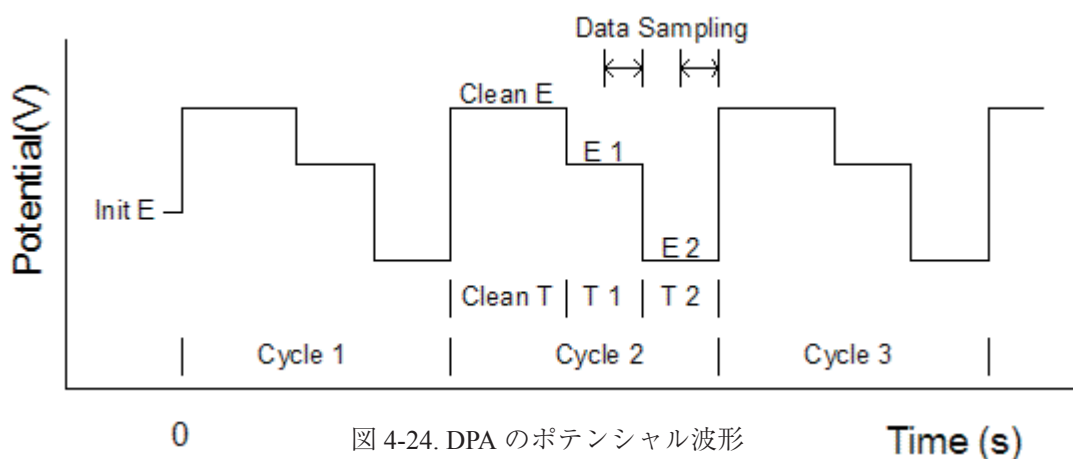 Data Sampling
Potential(V)
Clean E
E 1
Init E
E 2
Clean T
T 1
T 2
Cycle 1
Cycle 2
Cycle 3
0
図 4-24. DPA のポテンシャル波形
Time (s)